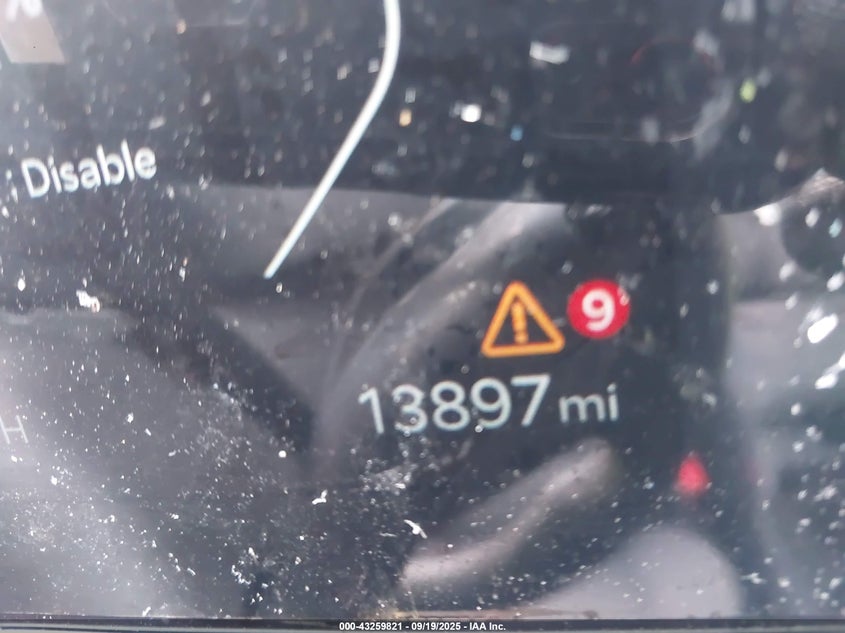 Disable
9
13897 mi
H
000-43259821 - 09/19/2025 - IAA Inc.